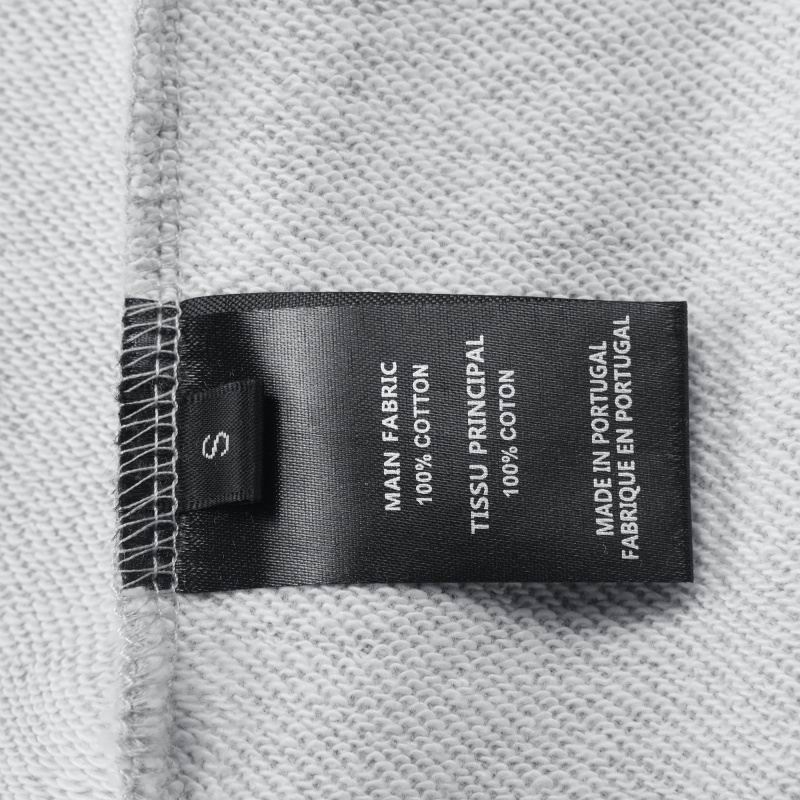 S
MAIN FABRIC
100% COTTON
TISSU PRINCIPAL
100% COTON
MADE IN PORTUGAL
FABRIQUE EN PORTUGAL